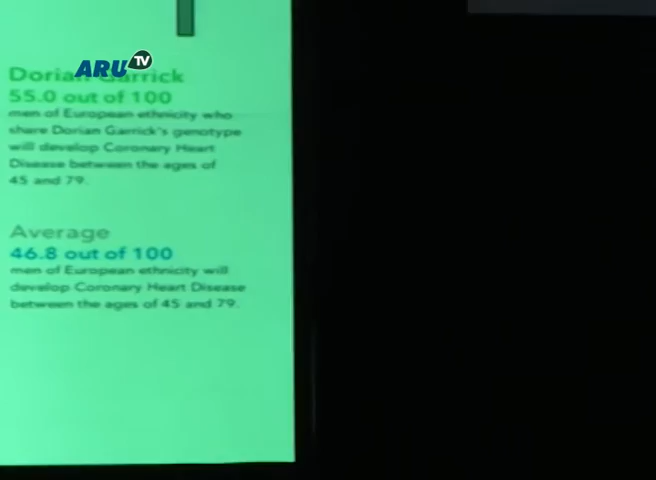 ARU TV
Dorian Garrick
55.0 out of 100
men of European ethnicity who
share Dorian Garrick's genotype
will develop Coronary Heart
Disease between the ages of
45 and 79.
Average
46.8 out of 100
men of European ethnicity will
develop Coronary Heart Disease
between the ages of 45 and 79.